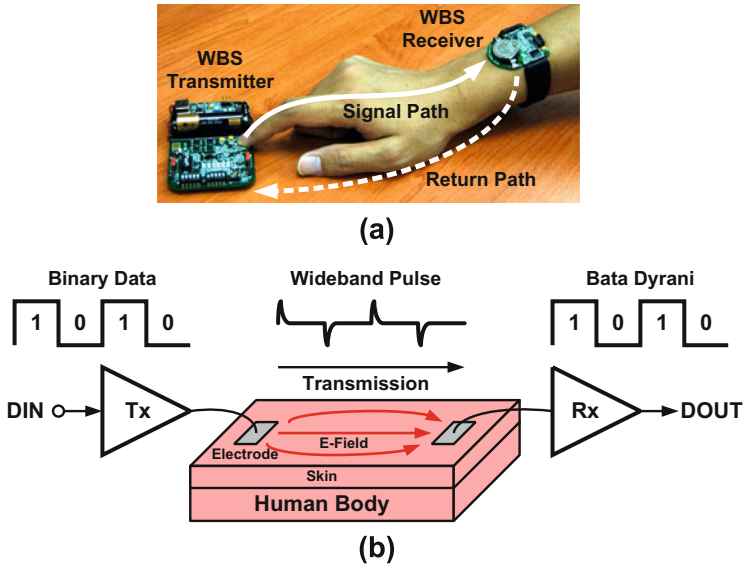 WBS
Transmitter
WBS
Receiver
Signal Path
Return Path
(a)
Binary Data
Wideband Pulse
Bata Dyrani
1 0 1 0
1 0 1 0
Transmission
DIN
Tx
Rx
DOUT
Electrode
E-Field
Skin
Human Body
(b)